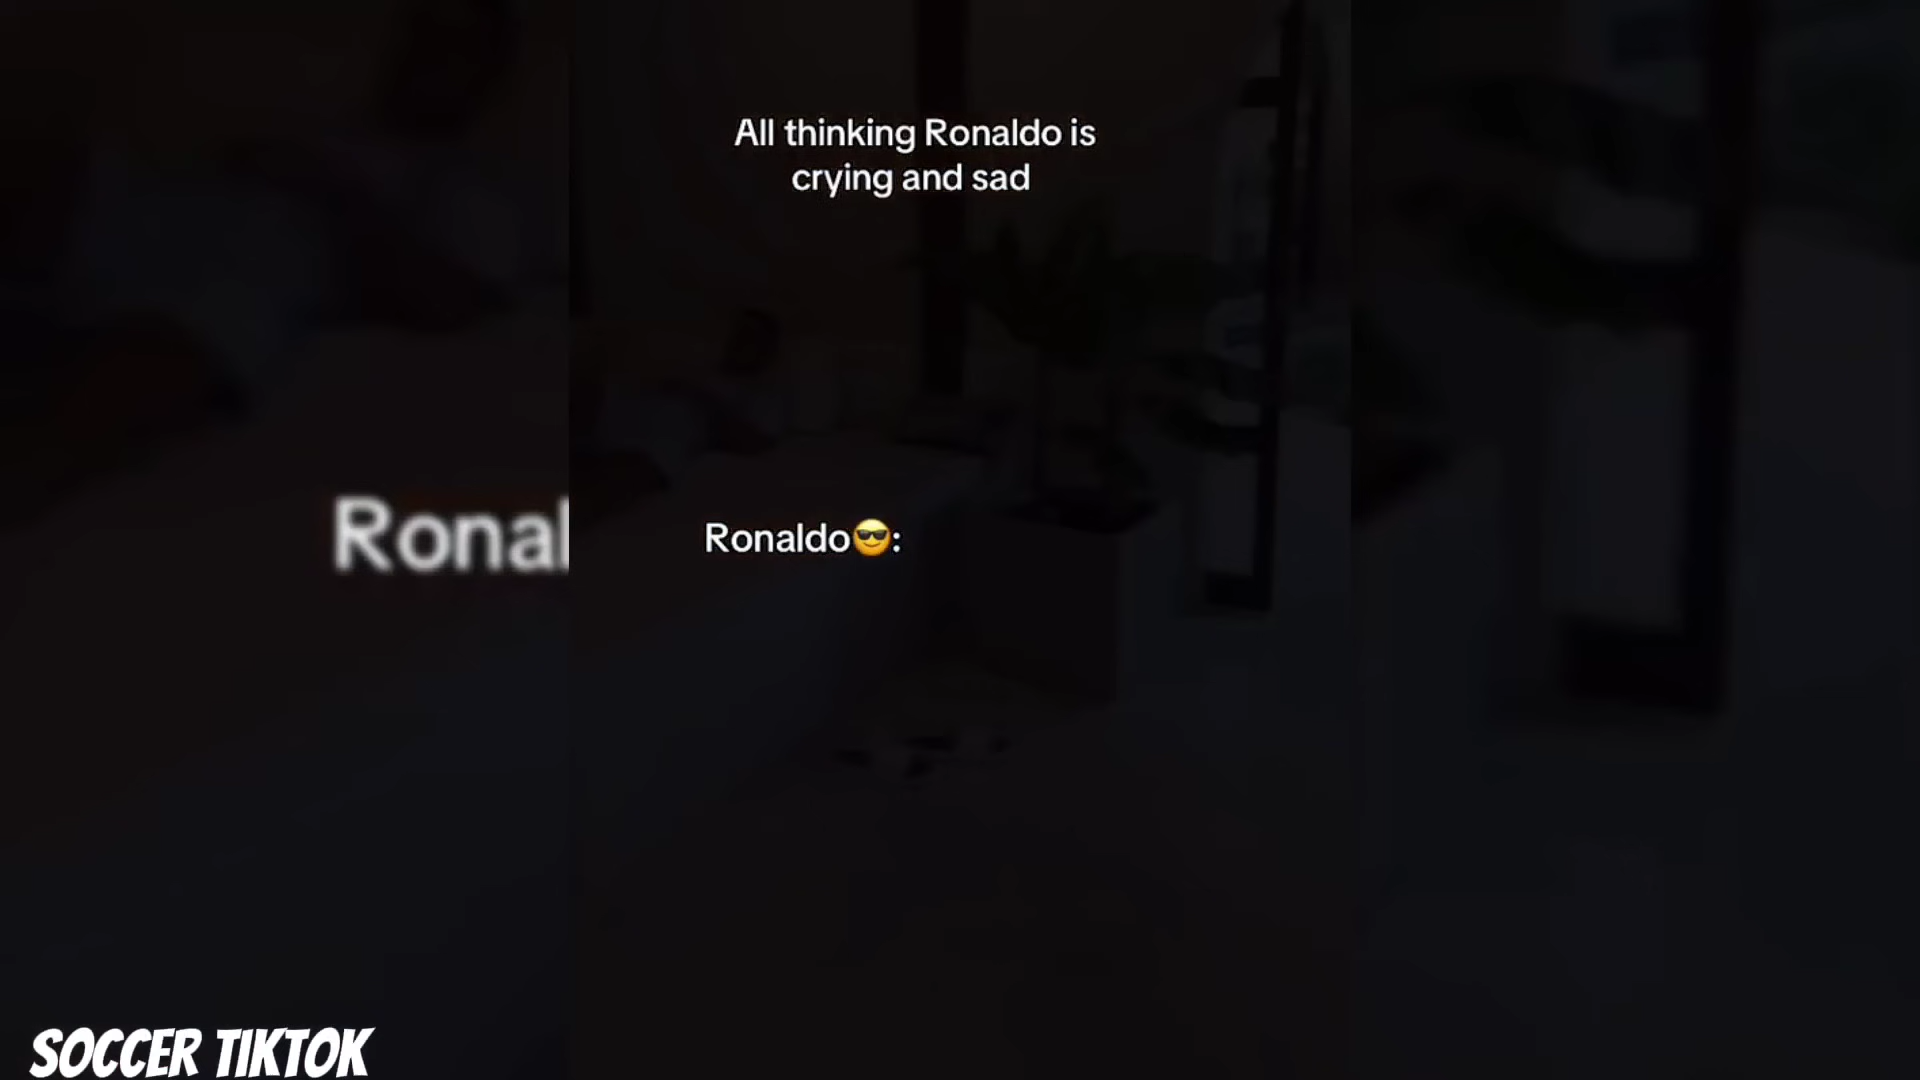 All thinking Ronaldo is
crying and sad
Ronal
Ronaldo😎:
SOCCER TIKTOK